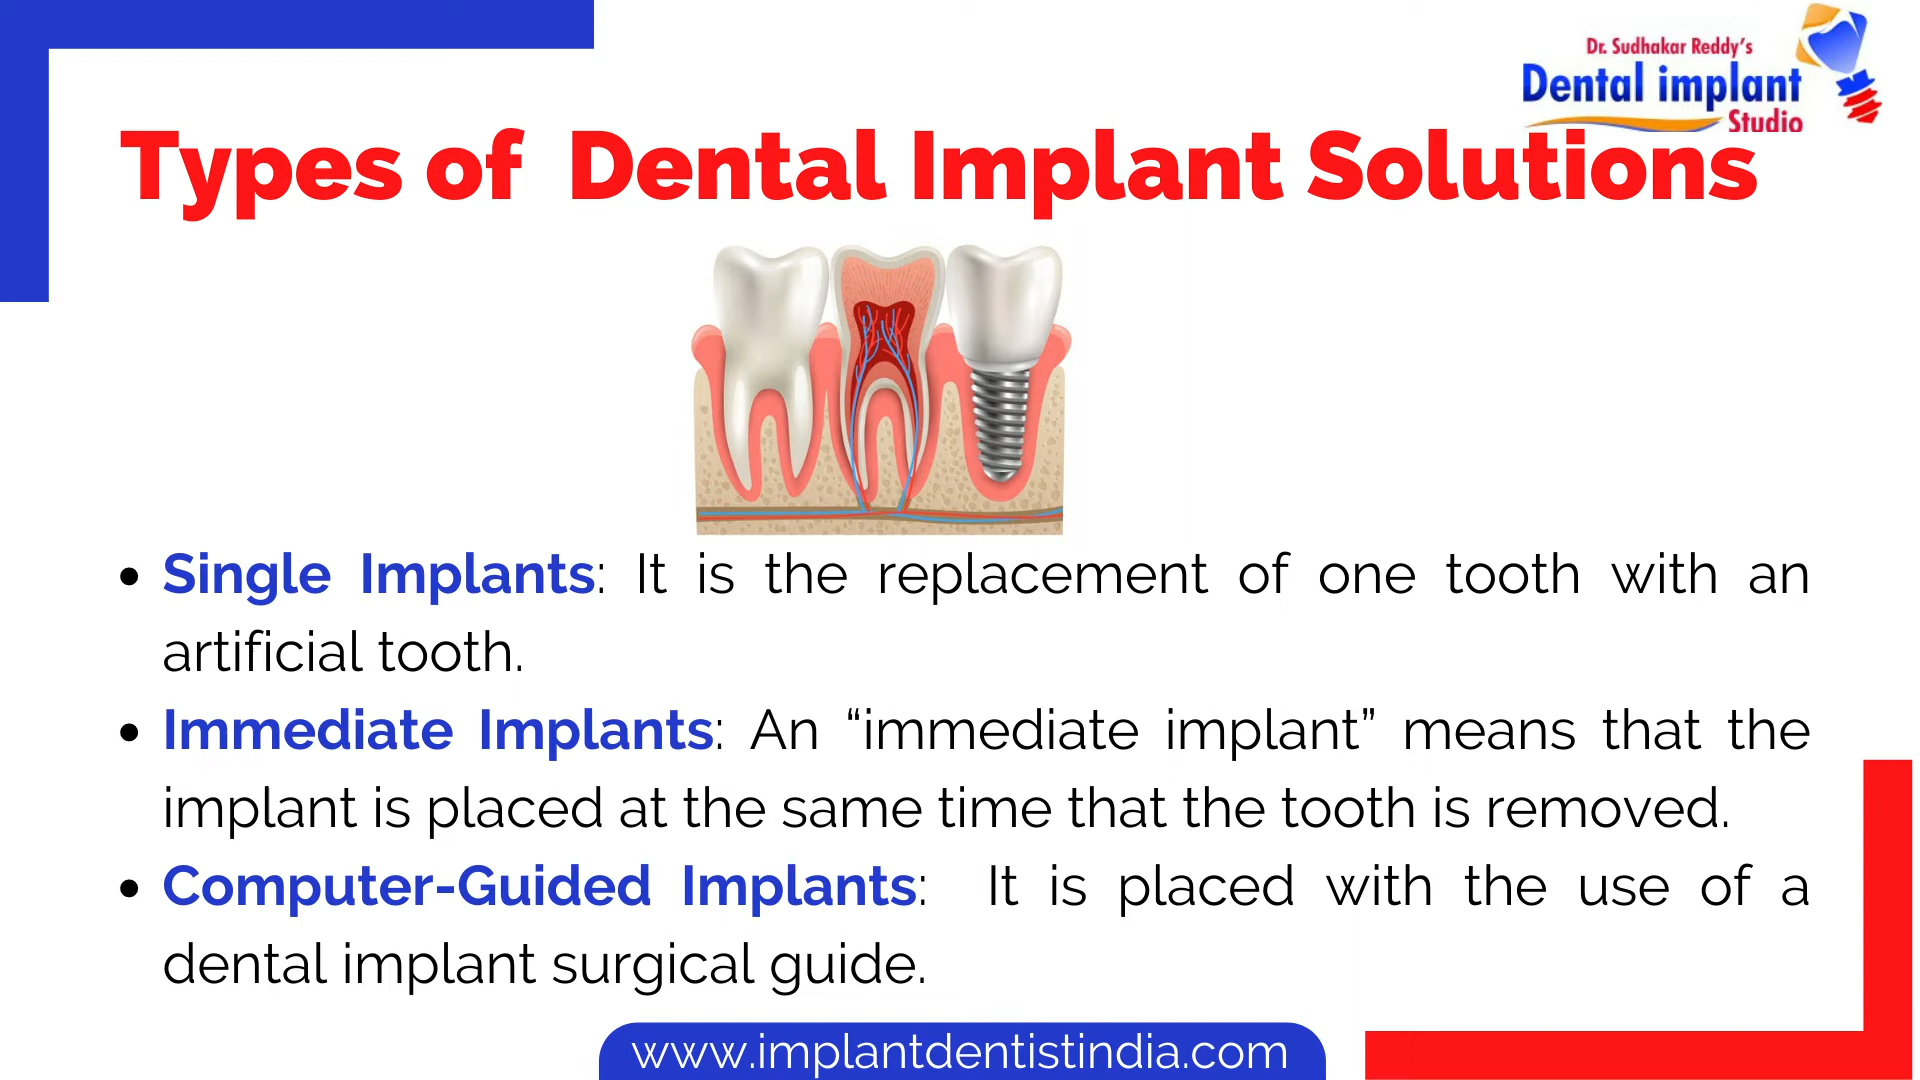 Dr. Sudhakar Reddy's
Dental implant
Studio
Types of Dental Implant Solutions
• Single Implants: It is the replacement of one tooth with an
artificial tooth.
• Immediate Implants: An “immediate implant” means that the
implant is placed at the same time that the tooth is removed.
• Computer-Guided Implants: It is placed with the use of a
dental implant surgical guide.
www.implantdentistindia.com